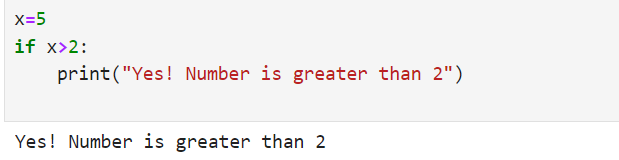 x=5
if x>2:
    print("Yes! Number is greater than 2")
Yes! Number is greater than 2